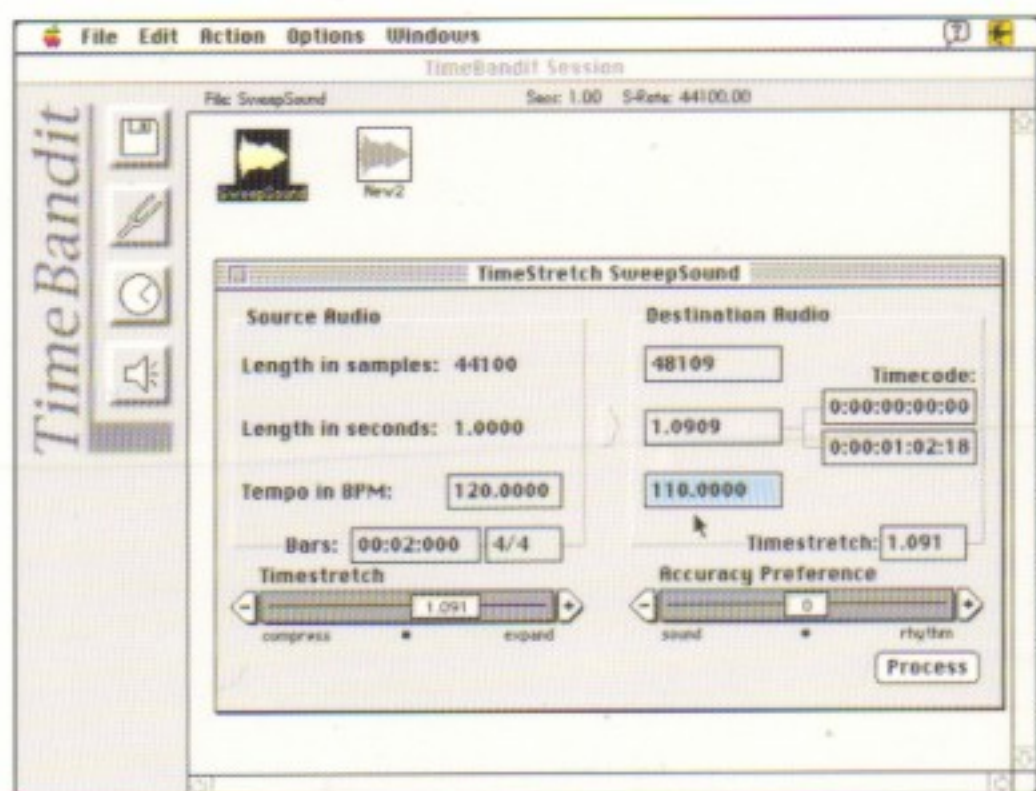 File Edit Action Options Windows
TimeBandit Session
File: SweepSound Secs: 1.00 S-Rate: 44100.00
TimeBandit
SweepSound
New2
TimeStretch SweepSound
Source Audio
Length in samples: 44100
Length in seconds: 1.0000
Tempo in BPM: 120.0000
Bars: 00:02:000 4/4
Destination Audio
48109
Timecode:
1.0909
0:00:00:00:00
0:00:01:02:18
110.0000
Timestretch: 1.091
Timestretch
- 1.091 +
compress expand
Accuracy Preference
- 0 +
sound rhythm
Process